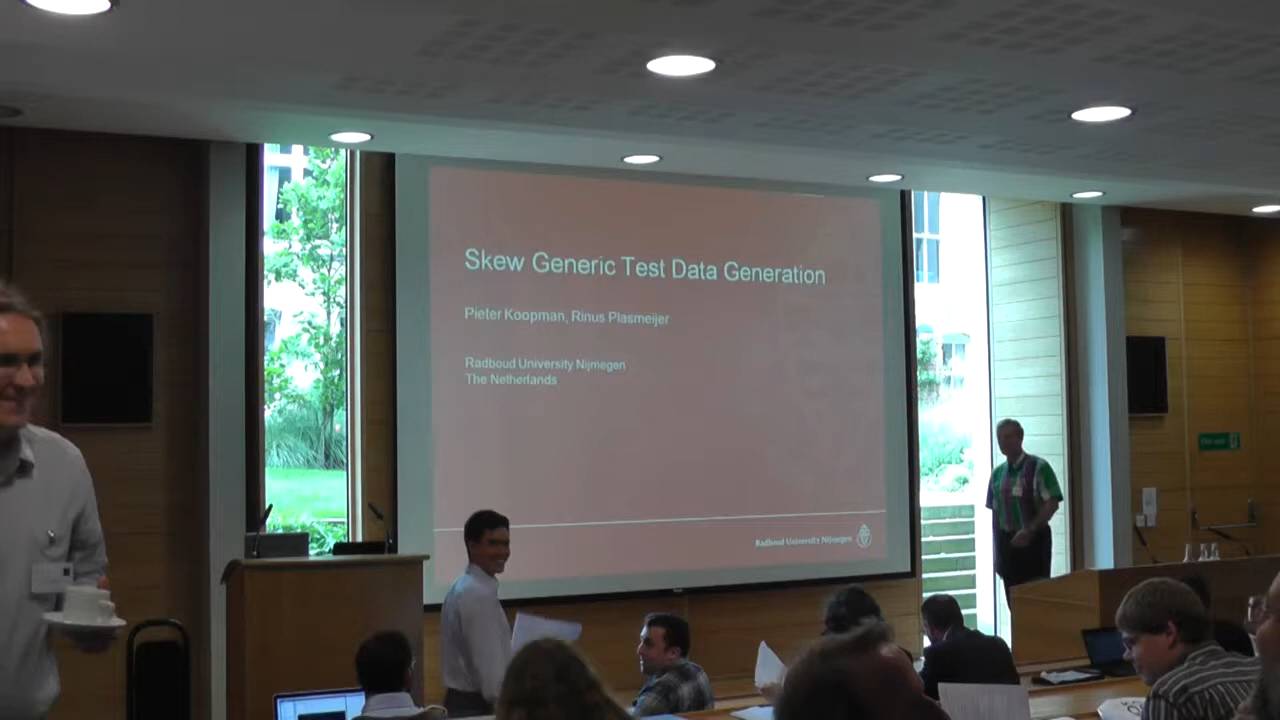 Skew Generic Test Data Generation
Pieter Koopman, Rinus Plasmeijer
Radboud University Nijmegen
The Netherlands
Radboud University Nijmegen